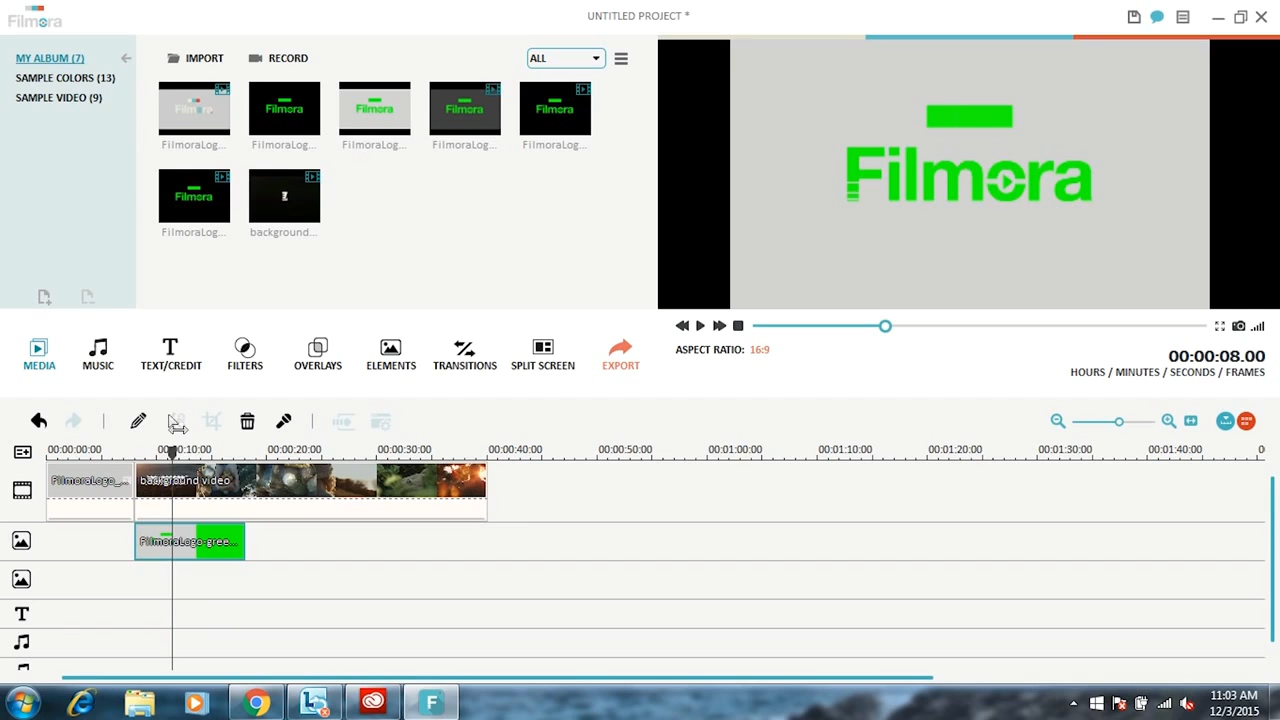 Filmora
UNTITLED PROJECT *
MY ALBUM (7)
SAMPLE COLORS (13)
SAMPLE VIDEO (9)
IMPORT
RECORD
ALL
Filmora
Filmora
Filmora
Filmora
Filmora
FilmoraLog...
FilmoraLog...
FilmoraLog...
FilmoraLog...
FilmoraLog...
Filmora
FilmoraLog...
background...
Filmora
ASPECT RATIO: 16:9
00:00:08.00
HOURS / MINUTES / SECONDS / FRAMES
MEDIA
MUSIC
TEXT/CREDIT
FILTERS
OVERLAYS
ELEMENTS
TRANSITIONS
SPLIT SCREEN
EXPORT
00:00:00:00
00:00:10:00
00:00:20:00
00:00:30:00
00:00:40:00
00:00:50:00
00:01:00:00
00:01:10:00
00:01:20:00
00:01:30:00
00:01:40:00
FilmoraLogo_...
background video
FilmoraLogo-gree...
11:03 AM
12/3/2015